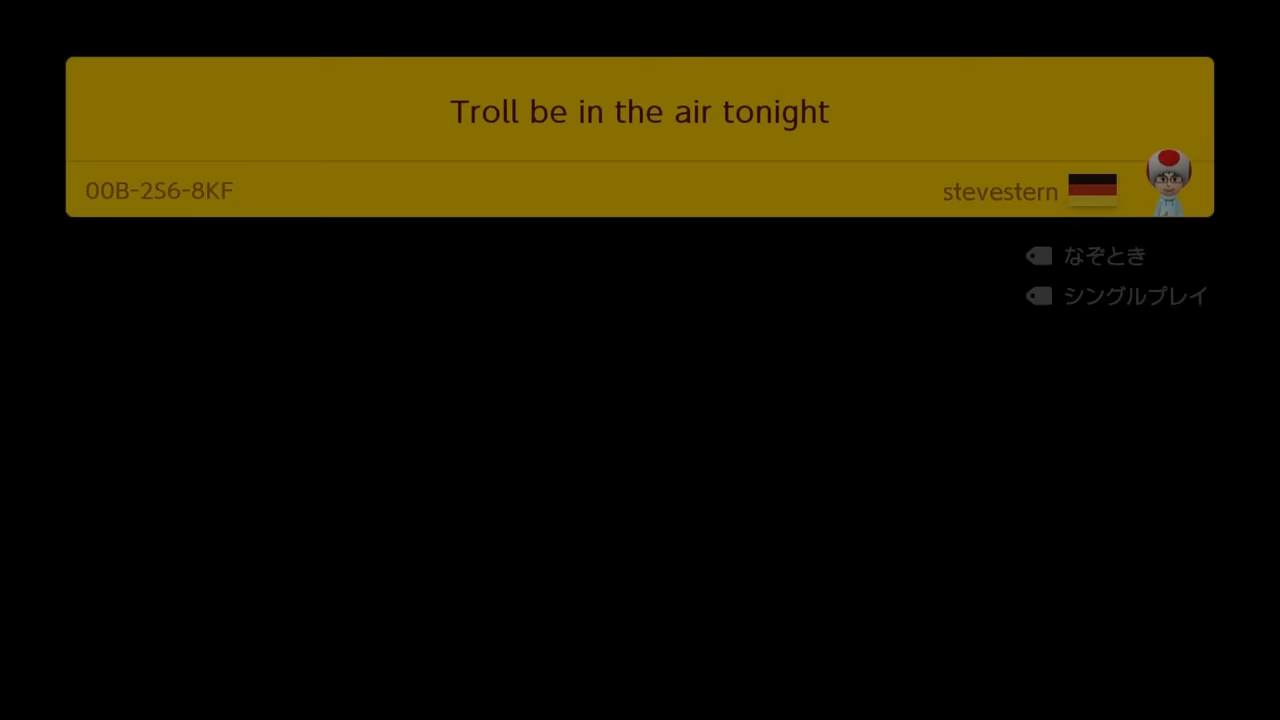 Troll be in the air tonight
00B-2S6-8KF
stevestern
なぞとき
シングルプレイ